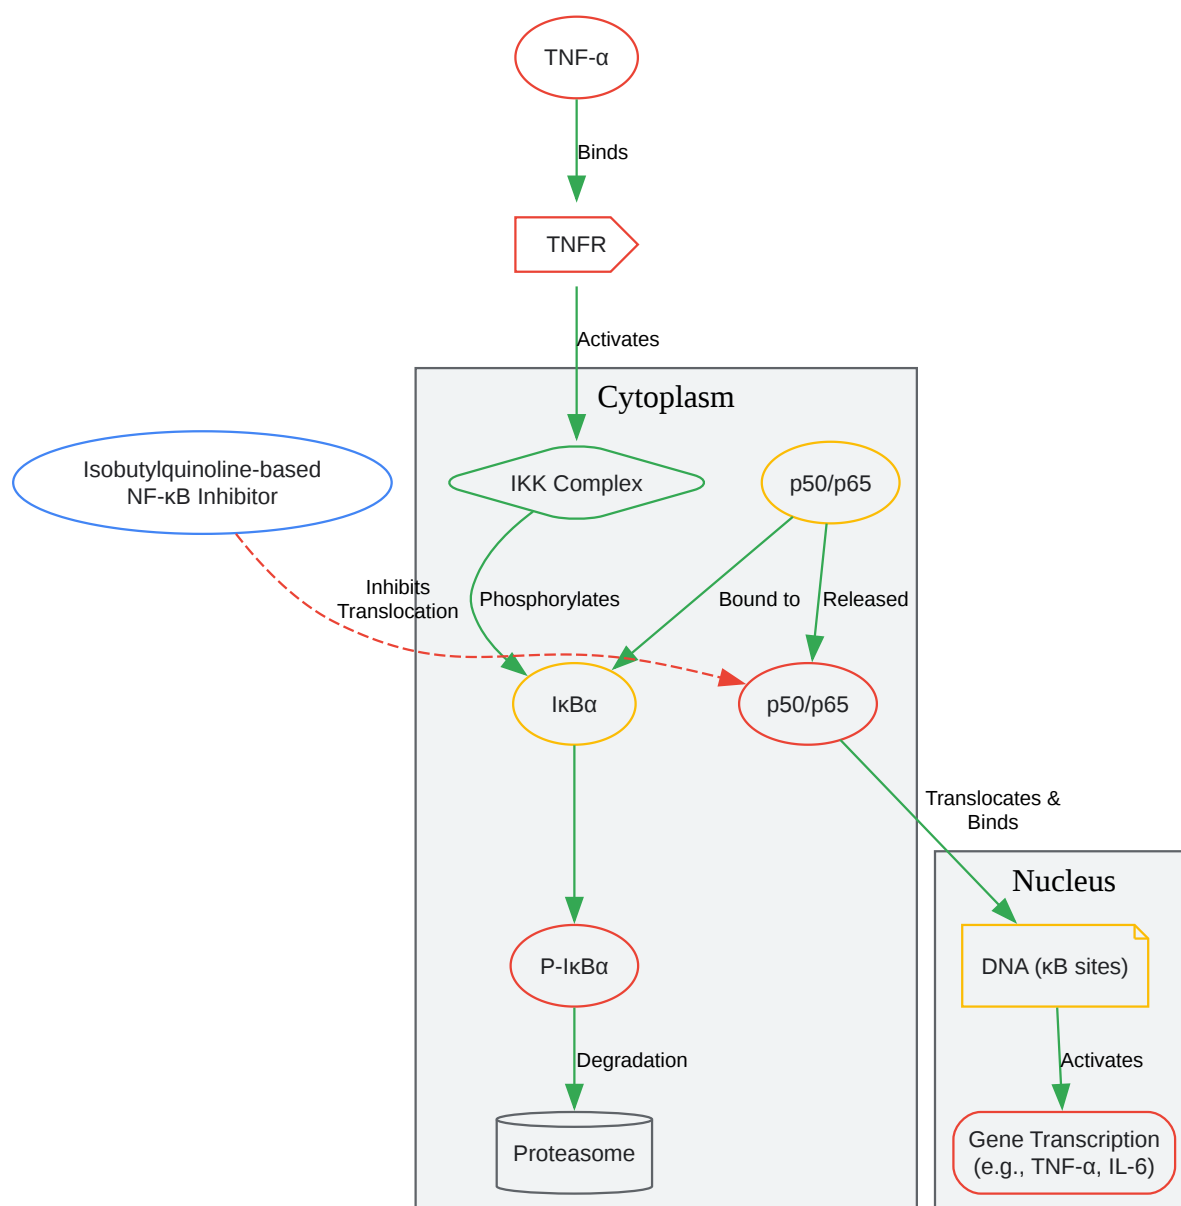 TNF-α
Binds
TNFR
Activates
Cytoplasm
Isobutylquinoline-based
NF-κB Inhibitor
IKK Complex
p50/p65
Inhibits
Translocation
Phosphorylates
Bound to
Released
IκBα
p50/p65
Translocates &
Binds
Nucleus
P-IκBα
DNA (κB sites)
Degradation
Activates
Proteasome
Gene Transcription
(e.g., TNF-α, IL-6)